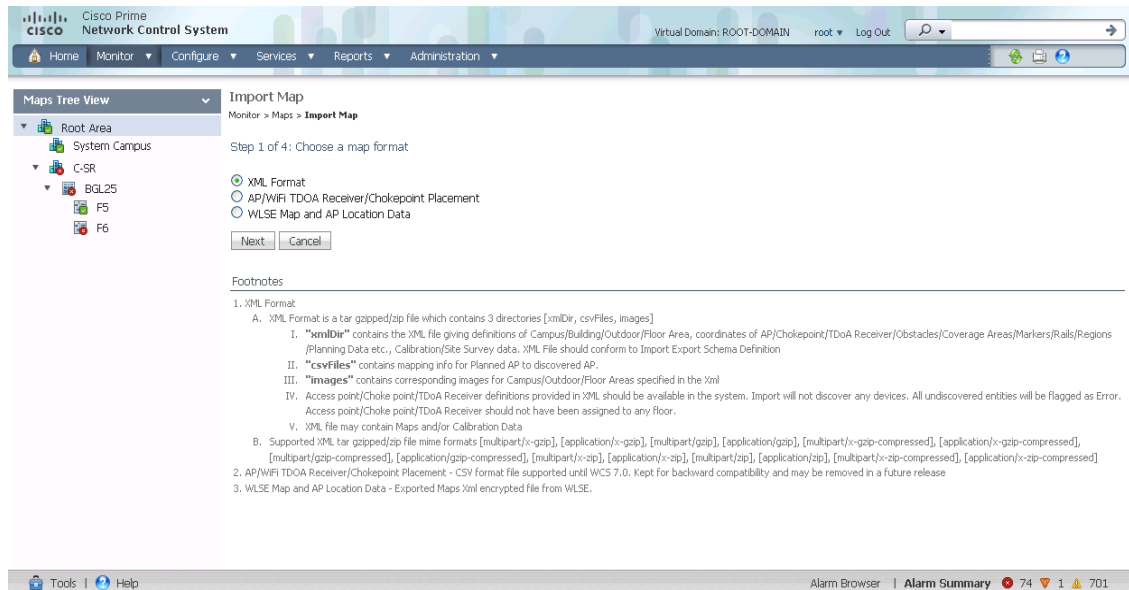 Cisco Prime
CISCO Network Control System
Virtual Domain: ROOT-DOMAIN root Log Out
Home Monitor Configure Services Reports Administration
Maps Tree View
Root Area
System Campus
C-SR
BGL25
F5
F6
Import Map
Monitor > Maps > Import Map
Step 1 of 4: Choose a map format
XML Format
AP/WiFi TDOA Receiver/Chokepoint Placement
WLSE Map and AP Location Data
Next Cancel
Footnotes
1. XML Format
A. XML Format is a tar gzipped/zip file which contains 3 directories [xmlDir, csvFiles, images]
I. "xmlDir" contains the XML file giving definitions of Campus/Building/Outdoor/Floor Area, coordinates of AP/Chokepoint/TDoA Receiver/Obstacles/Coverage Areas/Markers/Rails/Regions
/Planning Data etc., Calibration/Site Survey data. XML File should conform to Import Export Schema Definition
II. "csvFiles" contains mapping info for Planned AP to discovered AP.
III. "images" contains corresponding images for Campus/Outdoor/Floor Areas specified in the Xml
IV. Access point/Choke point/TDoA Receiver definitions provided in XML should be available in the system. Import will not discover any devices. All undiscovered entities will be flagged as Error.
Access point/Choke point/TDoA Receiver should not have been assigned to any floor.
V. XML file may contain Maps and/or Calibration Data
B. Supported XML tar gzipped/zip file mime formats [multipart/x-gzip], [application/x-gzip], [multipart/gzip], [application/gzip], [multipart/x-gzip-compressed], [application/x-gzip-compressed],
[multipart/gzip-compressed], [application/gzip-compressed], [multipart/x-zip], [application/x-zip], [multipart/zip], [application/zip], [multipart/x-zip-compressed], [application/x-zip-compressed]
2. AP/WiFi TDOA Receiver/Chokepoint Placement - CSV format file supported until WCS 7.0. Kept for backward compatibility and may be removed in a future release
3. WLSE Map and AP Location Data - Exported Maps Xml encrypted file from WLSE.
Tools | Help
Alarm Browser | Alarm Summary 74 1 701